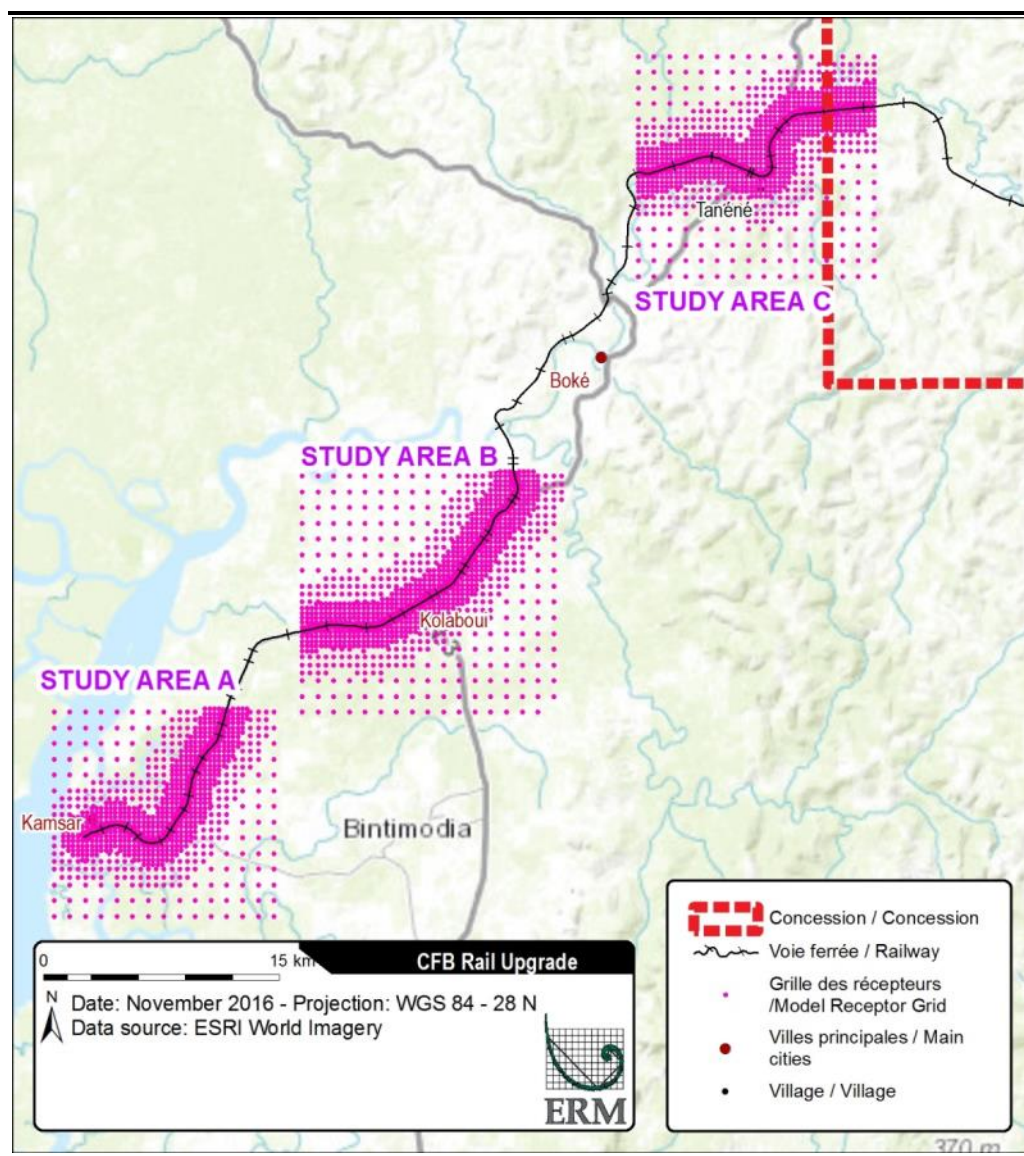 Tanéné
STUDY AREA C
Boké
STUDY AREA B
Kolaboui
3
STUDY AREA A
Kamsar
Bintimodia
0 15 km
CFB Rail Upgrade
N
Date: November 2016 - Projection: WGS 84 - 28 N
Data source: ESRI World Imagery
ERM
Concession / Concession
Voie ferrée / Railway
Grille des récepteurs
/Model Receptor Grid
Villes principales / Main
cities
Village / Village
370 m